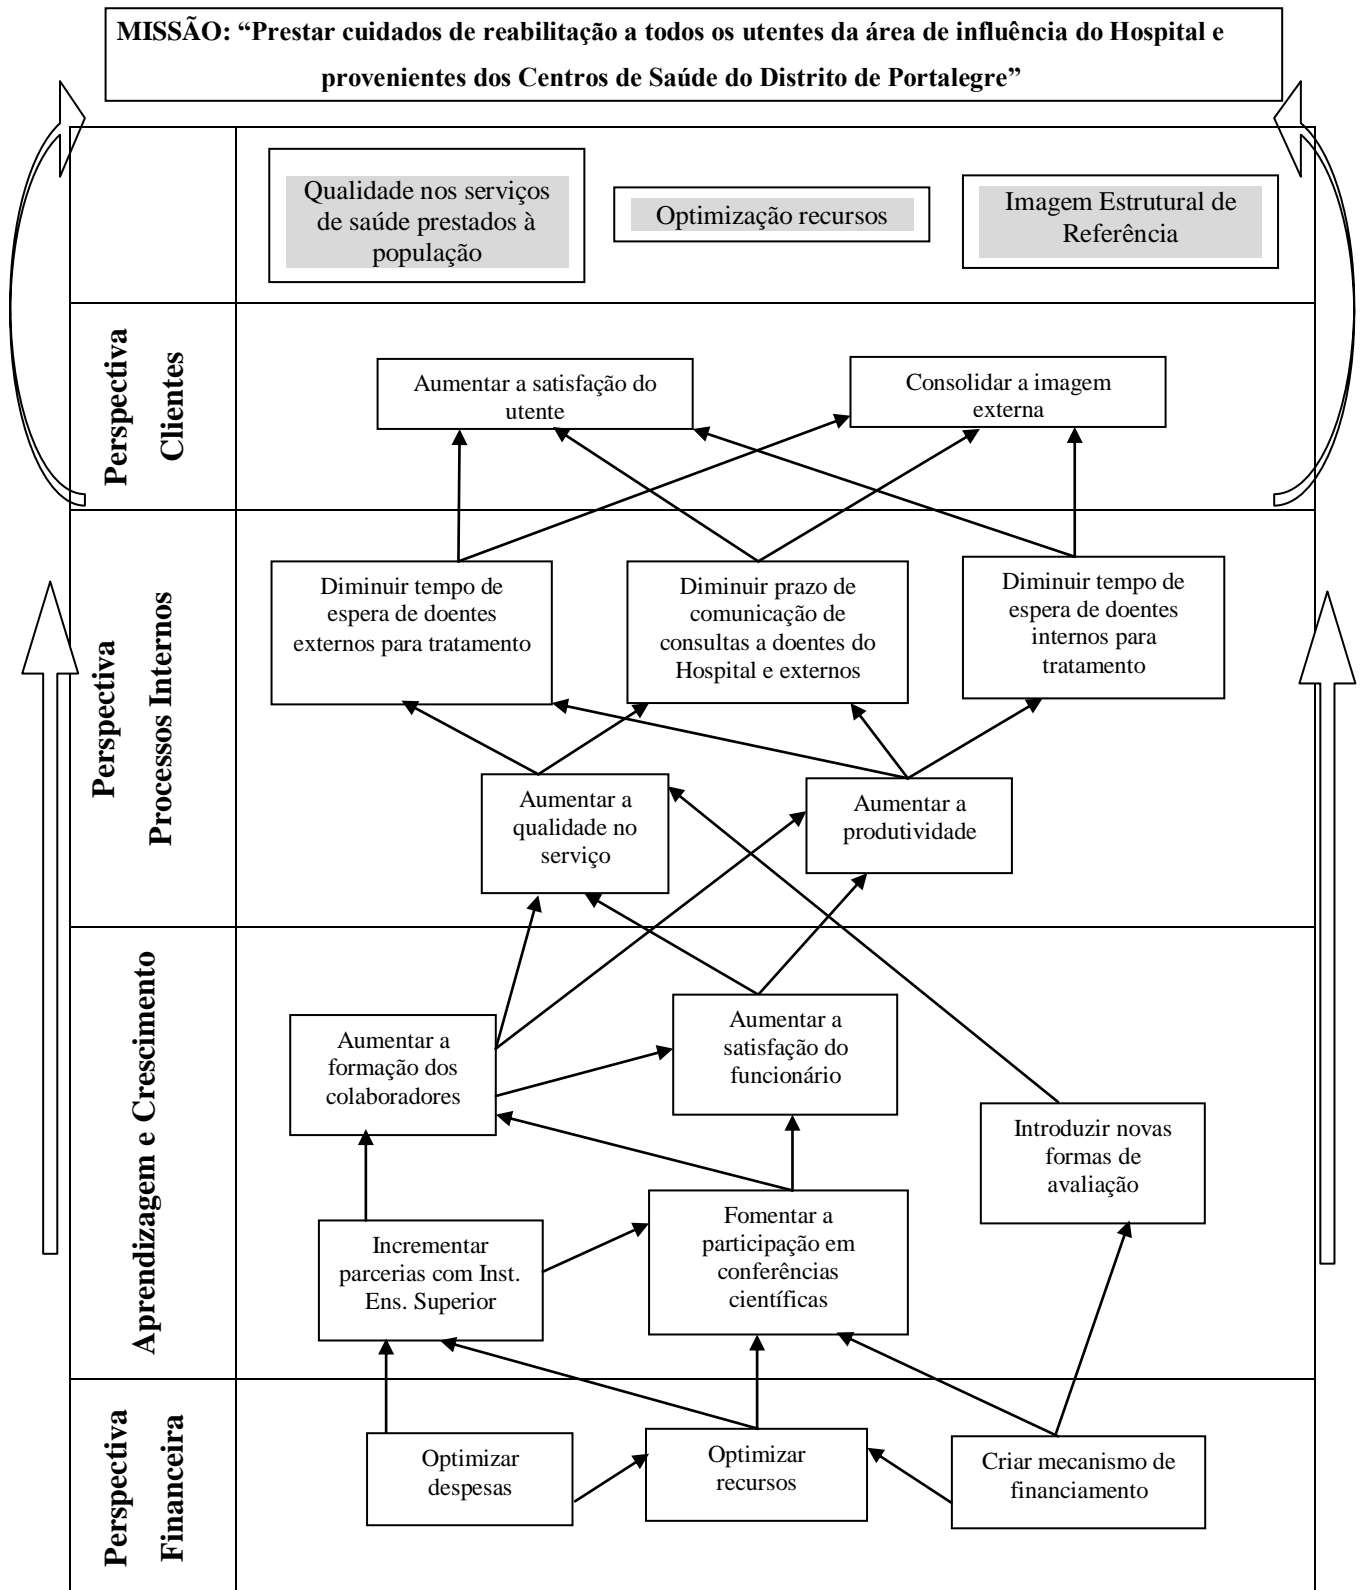 MISSÃO: “Prestar cuidados de reabilitação a todos os utentes da área de influência do Hospital e
provenientes dos Centros de Saúde do Distrito de Portalegre”
Qualidade nos serviços
de saúde prestados à
população
Optimização recursos
Imagem Estrutural de
Referência
Perspectiva
Clientes
Aumentar a satisfação do
utente
Consolidar a imagem
externa
Perspectiva
Processos Internos
Diminuir tempo de
espera de doentes
externos para tratamento
Diminuir prazo de
comunicação de
consultas a doentes do
Hospital e externos
Diminuir tempo de
espera de doentes
internos para
tratamento
Aumentar a
qualidade no
serviço
Aumentar a
produtividade
Aprendizagem e Crescimento
Aumentar a
formação dos
colaboradores
Aumentar a
satisfação do
funcionário
Introduzir novas
formas de
avaliação
Incrementar
parcerias com Inst.
Ens. Superior
Fomentar a
participação em
conferências
científicas
Perspectiva
Financeira
Optimizar
despesas
Optimizar
recursos
Criar mecanismo de
financiamento